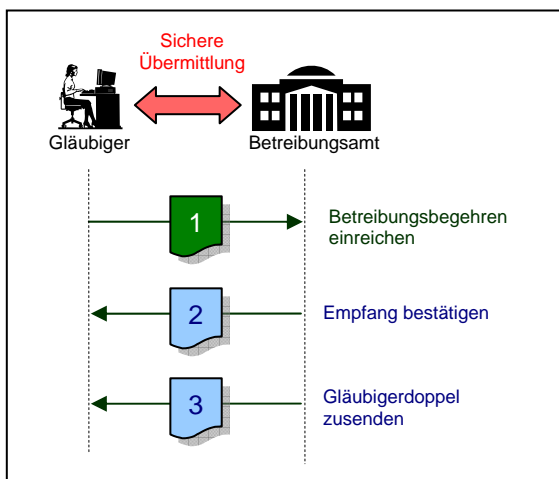 Sichere
Übermittlung
Gläubiger
Betreibungsamt
1
Betreibungsbegehren
einreichen
2
Empfang bestätigen
3
Gläubigerdoppel
zusenden